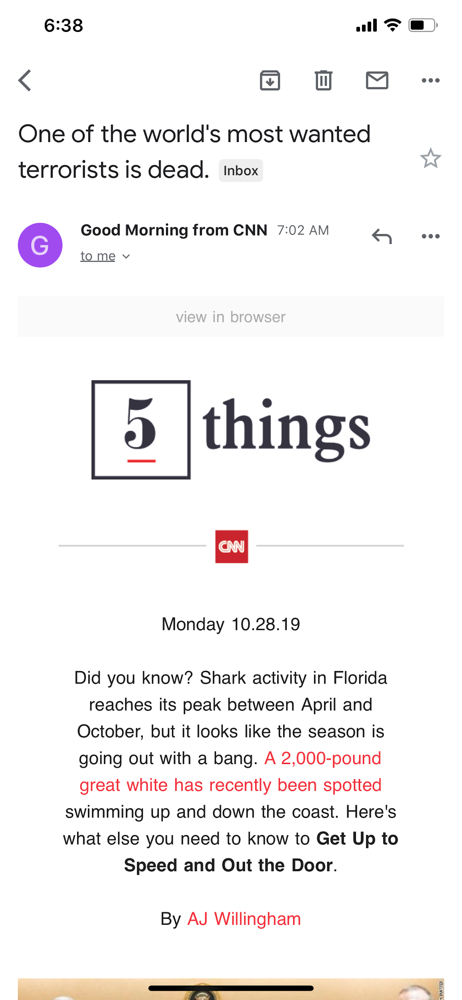 6:38
One of the world's most wanted
terrorists is dead. Inbox
G
Good Morning from CNN 7:02 AM
to me
view in browser
5 things
CNN
Monday 10.28.19
Did you know? Shark activity in Florida
reaches its peak between April and
October, but it looks like the season is
going out with a bang. A 2,000-pound
great white has recently been spotted
swimming up and down the coast. Here's
what else you need to know to Get Up to
Speed and Out the Door.
By AJ Willingham